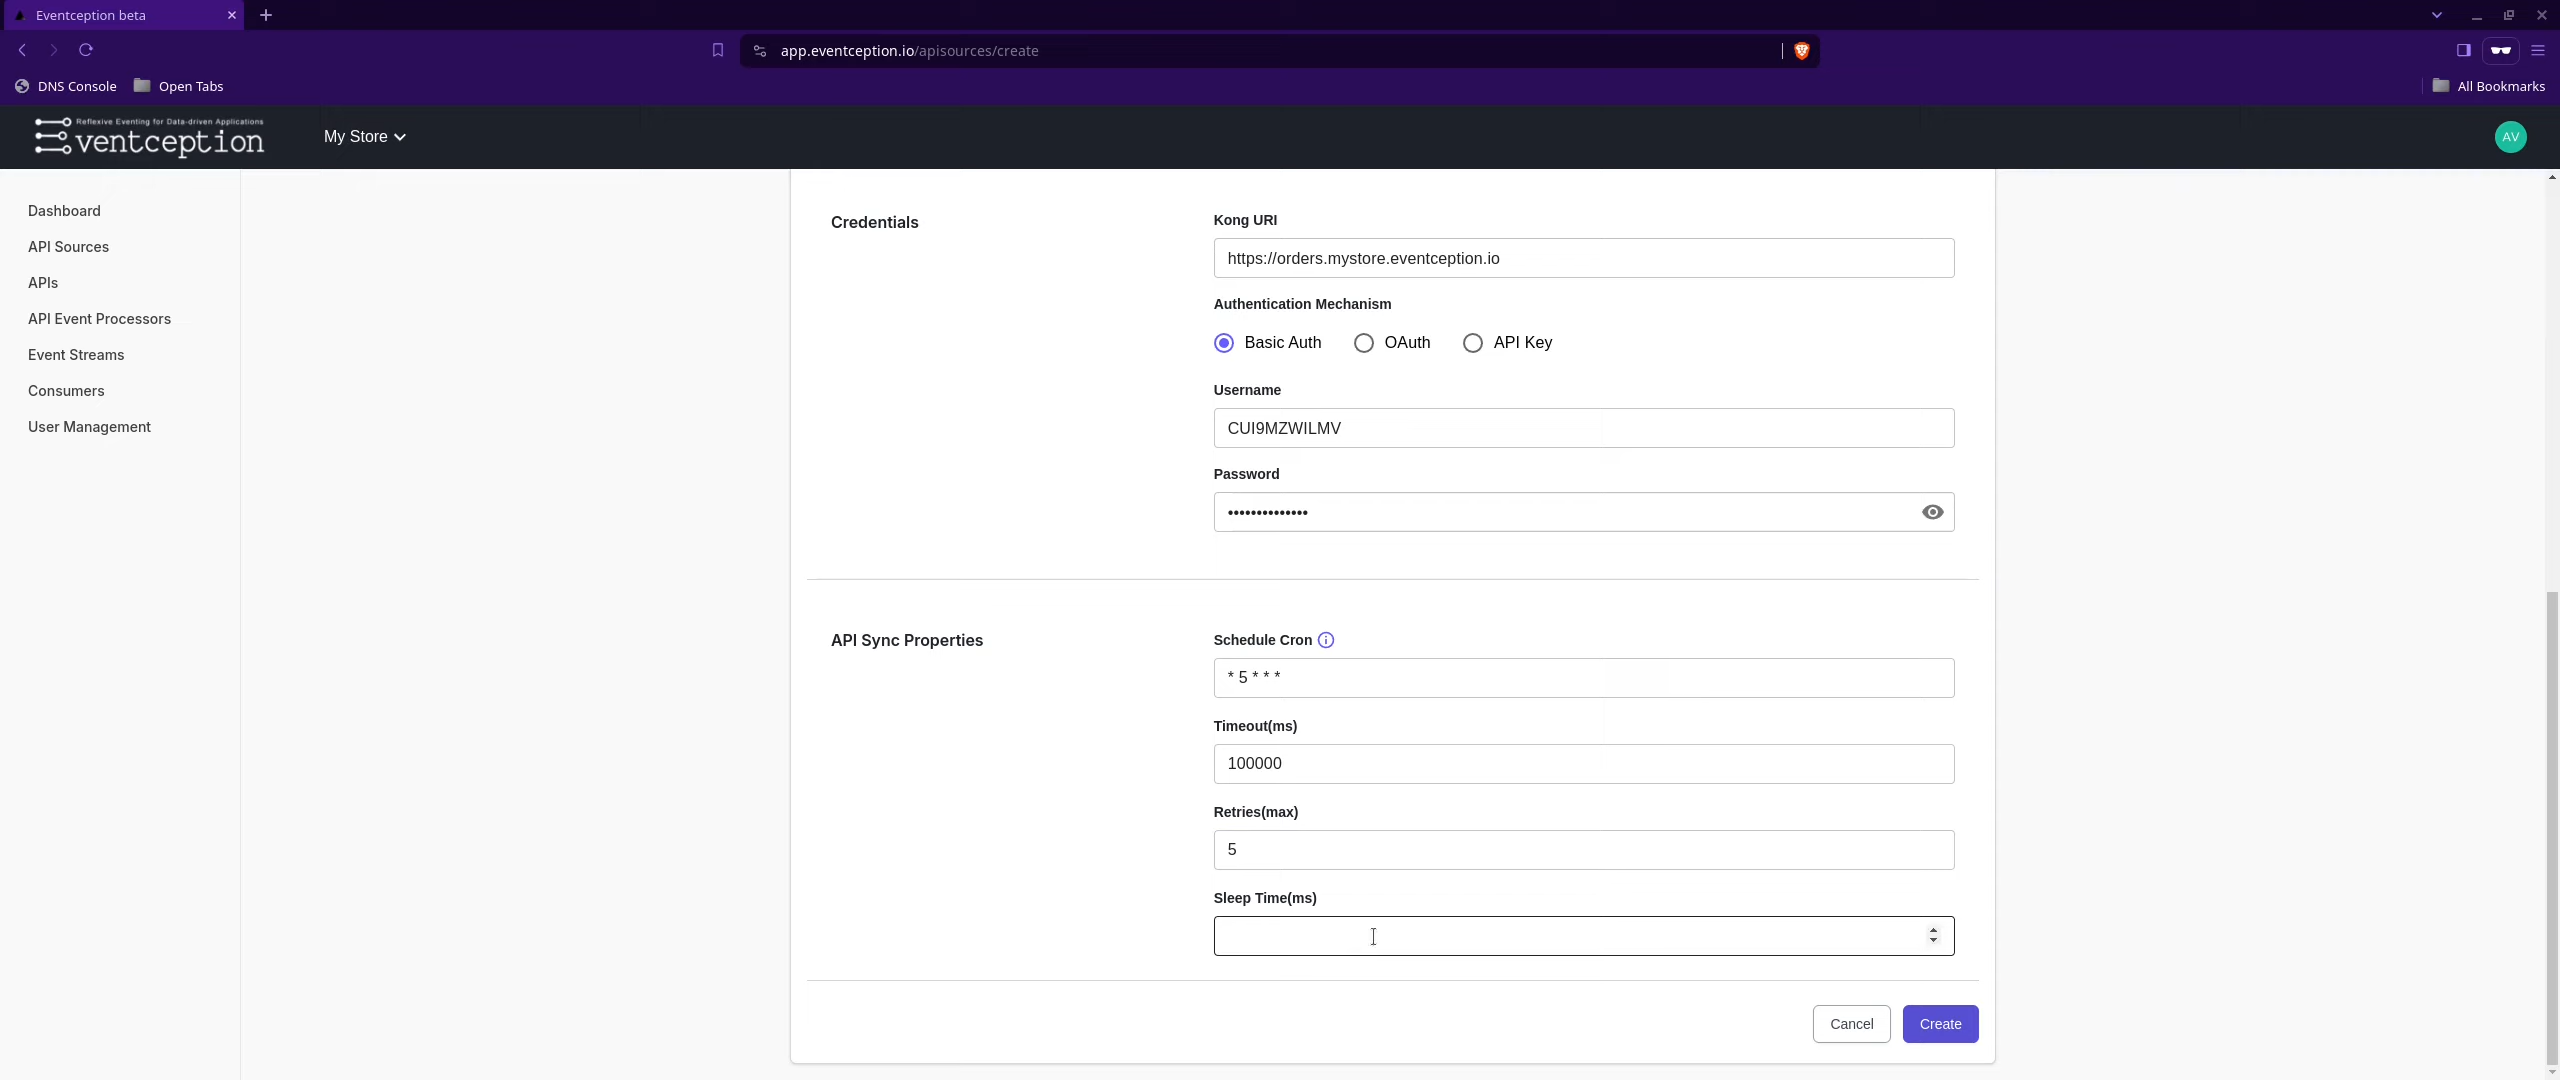 Eventception beta
app.eventception.io/apisources/create
DNS Console
Open Tabs
All Bookmarks
Reflexive Eventing for Data-driven Applications
ventception
My Store
AV
Dashboard
API Sources
APIs
API Event Processors
Event Streams
Consumers
User Management
Credentials
Kong URI
https://orders.mystore.eventception.io
Authentication Mechanism
Basic Auth
OAuth
API Key
Username
CUI9MZWILMV
Password
••••••••••••••
API Sync Properties
Schedule Cron
* 5 * * *
Timeout(ms)
100000
Retries(max)
5
Sleep Time(ms)
Cancel
Create